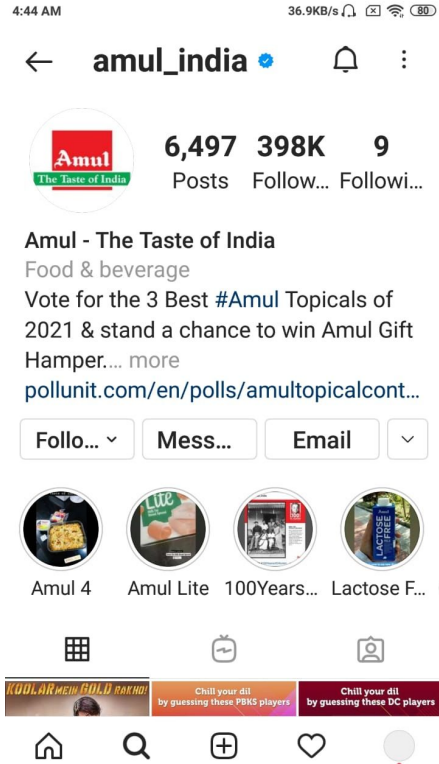 4:44 AM 36.9KB/s 80
amul_india
Amul
The Taste of India
6,497 398K 9
Posts Follow... Followi...
Amul - The Taste of India
Food & beverage
Vote for the 3 Best #Amul Topicals of
2021 & stand a chance to win Amul Gift
Hamper.... more
pollunit.com/en/polls/amultopicalcont...
Follo... Mess... Email
Lite
LACTOSE
FREE
Amul 4 Amul Lite 100Years... Lactose F...
KOOL AR MEIN GOLD RAKHO!
Chill your dil
by guessing these PBKS players
Chill your dil
by guessing these DC players